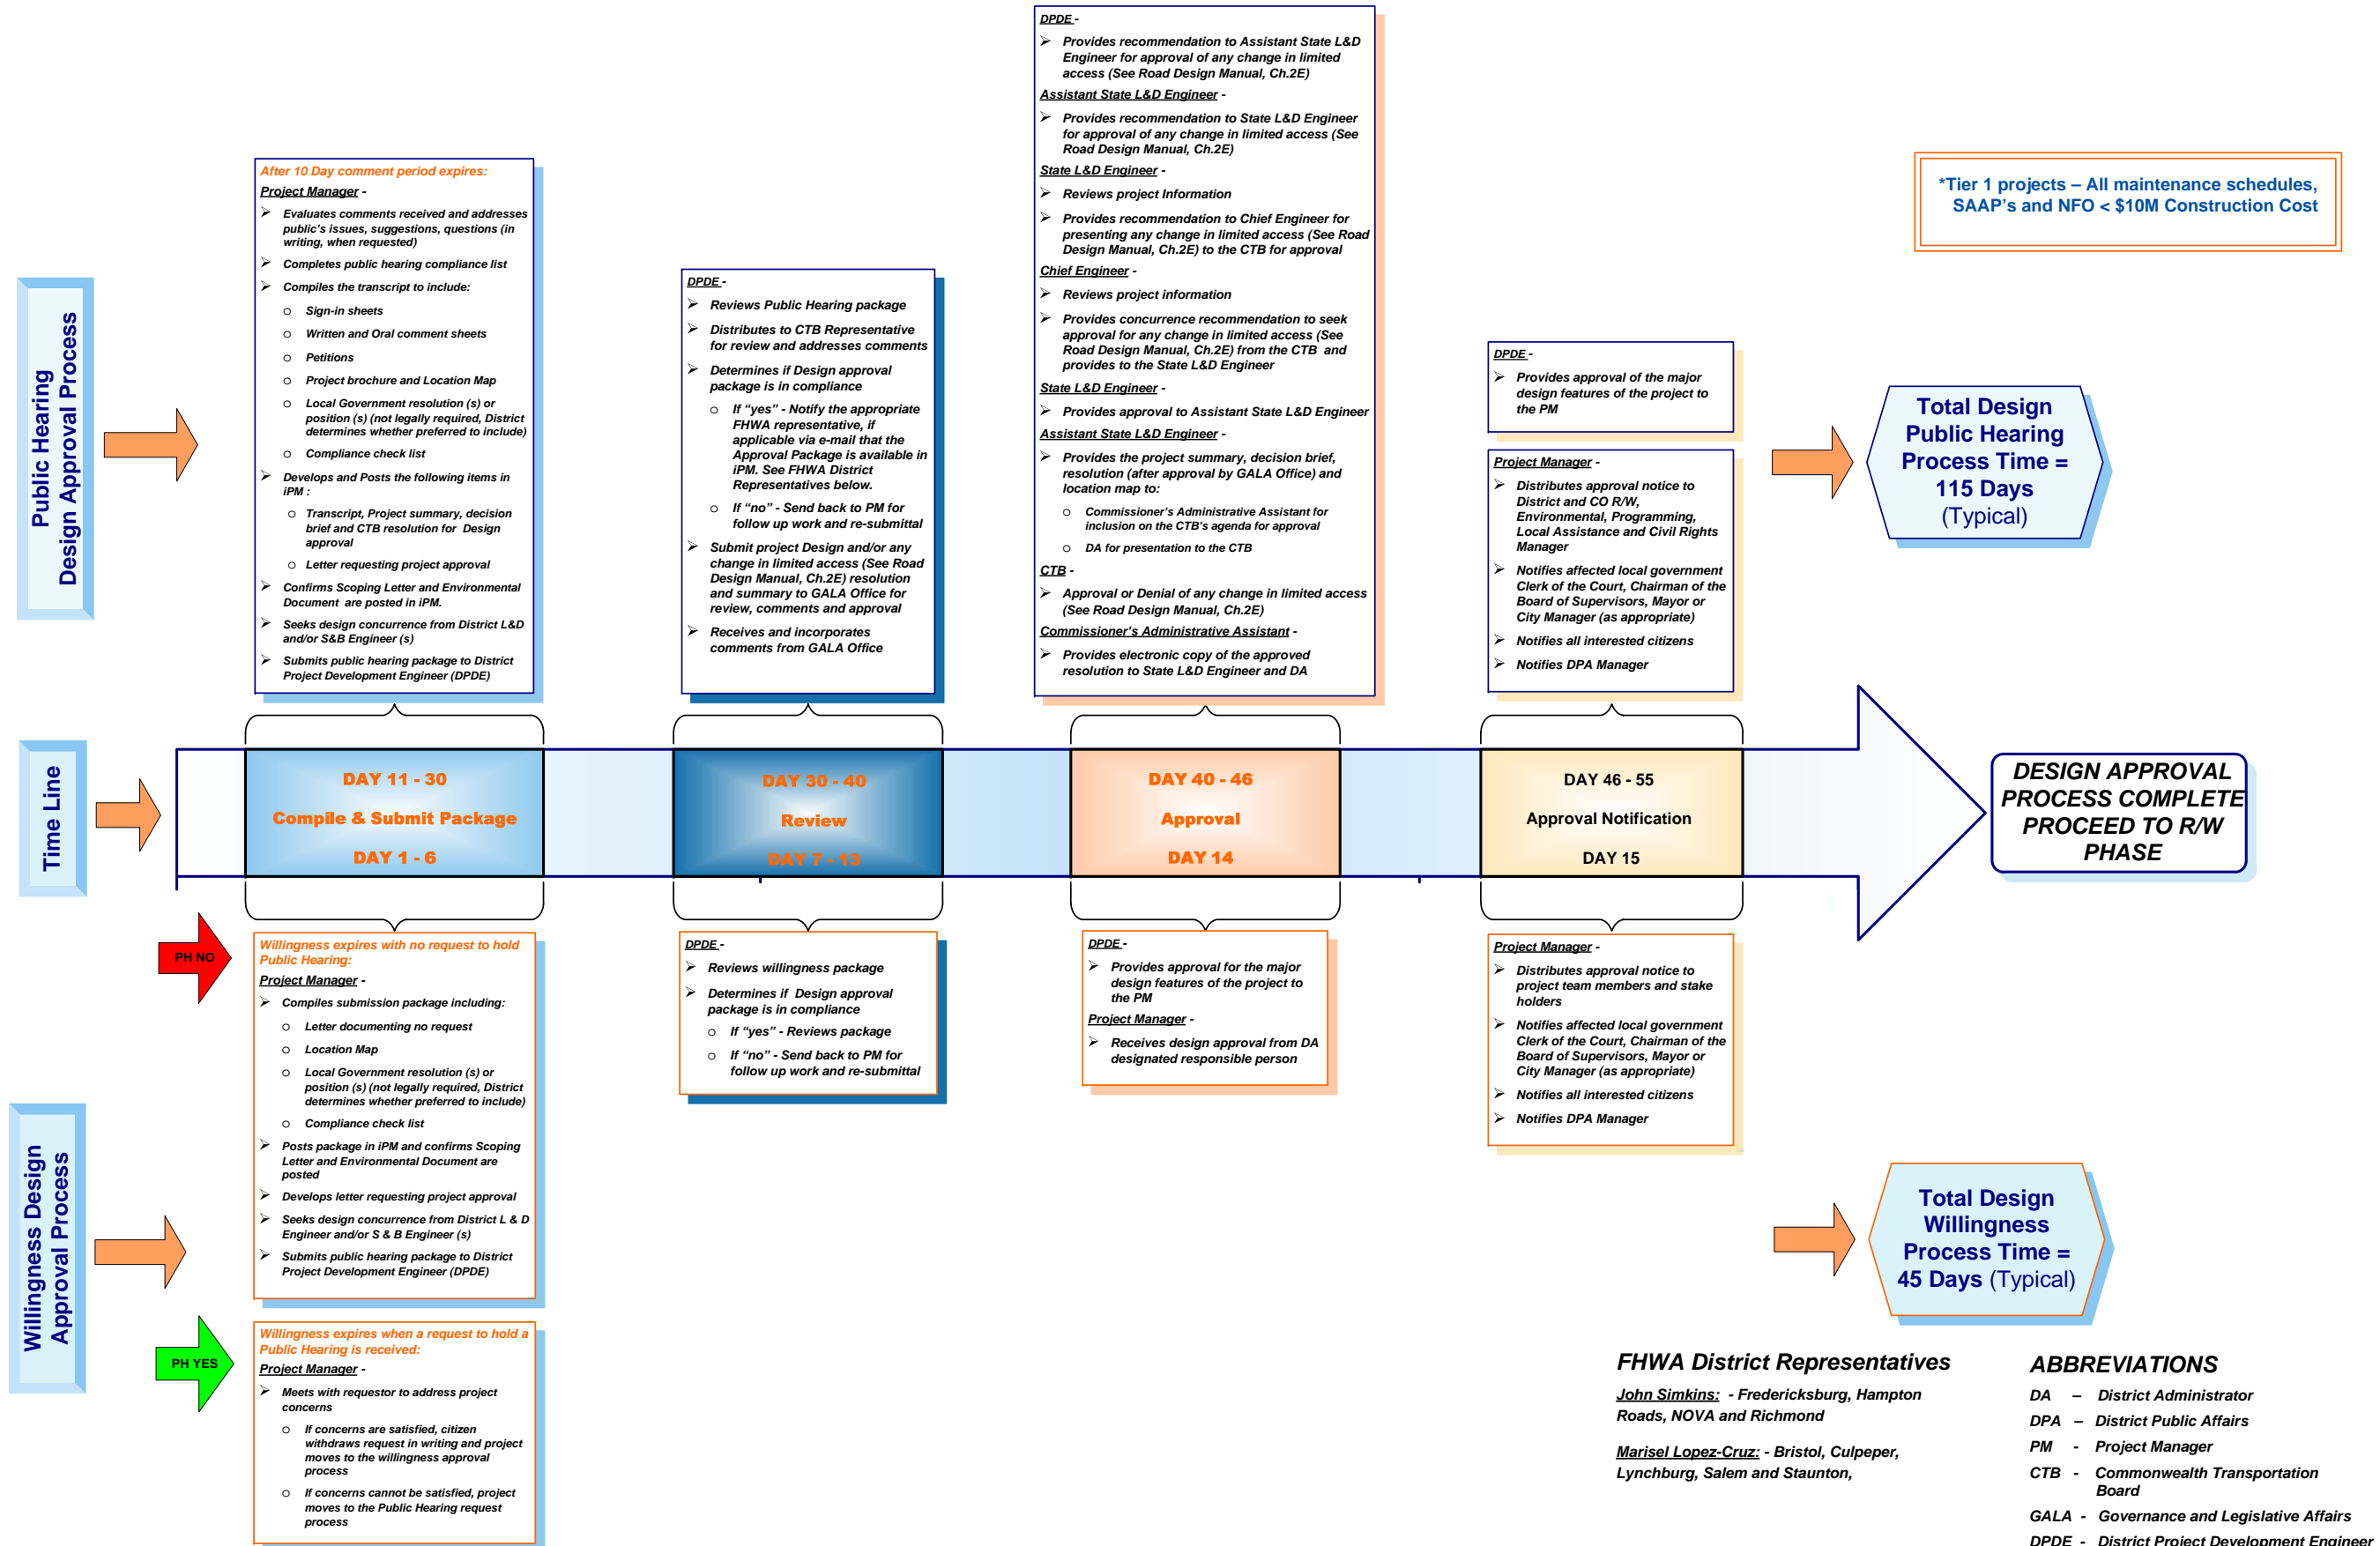 Public Hearing
Design Approval Process
After 10 Day comment period expires:
Project Manager -
➢ Evaluates comments received and addresses
public's issues, suggestions, questions (in
writing, when requested)
➢ Completes public hearing compliance list
➢ Compiles the transcript to include:
o Sign-in sheets
o Written and Oral comment sheets
o Petitions
o Project brochure and Location Map
o Local Government resolution (s) or
position (s) (not legally required, District
determines whether preferred to include)
o Compliance check list
➢ Develops and Posts the following items in
iPM :
o Transcript, Project summary, decision
brief and CTB resolution for Design
approval
o Letter requesting project approval
➢ Confirms Scoping Letter and Environmental
Document are posted in iPM.
➢ Seeks design concurrence from District L&D
and/or S&B Engineer (s)
➢ Submits public hearing package to District
Project Development Engineer (DPDE)
DPDE -
➢ Reviews Public Hearing package
➢ Distributes to CTB Representative
for review and addresses comments
➢ Determines if Design approval
package is in compliance
o If “yes” - Notify the appropriate
FHWA representative, if
applicable via e-mail that the
Approval Package is available in
iPM. See FHWA District
Representatives below.
o If “no” - Send back to PM for
follow up work and re-submittal
➢ Submit project Design and/or any
change in limited access (See Road
Design Manual, Ch.2E) resolution
and summary to GALA Office for
review, comments and approval
➢ Receives and incorporates
comments from GALA Office
DPDE -
➢ Provides recommendation to Assistant State L&D
Engineer for approval of any change in limited
access (See Road Design Manual, Ch.2E)
Assistant State L&D Engineer -
➢ Provides recommendation to State L&D Engineer
for approval of any change in limited access (See
Road Design Manual, Ch.2E)
State L&D Engineer -
➢ Reviews project Information
➢ Provides recommendation to Chief Engineer for
presenting any change in limited access (See Road
Design Manual, Ch.2E) to the CTB for approval
Chief Engineer -
➢ Reviews project information
➢ Provides concurrence recommendation to seek
approval for any change in limited access (See
Road Design Manual, Ch.2E) from the CTB and
provides to the State L&D Engineer
State L&D Engineer -
➢ Provides approval to Assistant State L&D Engineer
Assistant State L&D Engineer -
➢ Provides the project summary, decision brief,
resolution (after approval by GALA Office) and
location map to:
o Commissioner's Administrative Assistant for
inclusion on the CTB's agenda for approval
o DA for presentation to the CTB
CTB -
➢ Approval or Denial of any change in limited access
(See Road Design Manual, Ch.2E)
Commissioner's Administrative Assistant -
➢ Provides electronic copy of the approved
resolution to State L&D Engineer and DA
DPDE -
➢ Provides approval of the major
design features of the project to
the PM
Project Manager -
➢ Distributes approval notice to
District and CO R/W,
Environmental, Programming,
Local Assistance and Civil Rights
Manager
➢ Notifies affected local government
Clerk of the Court, Chairman of the
Board of Supervisors, Mayor or
City Manager (as appropriate)
➢ Notifies all interested citizens
➢ Notifies DPA Manager
*Tier 1 projects – All maintenance schedules,
SAAP's and NFO < $10M Construction Cost
Total Design
Public Hearing
Process Time =
115 Days
(Typical)
Time Line
DAY 11 - 30
Compile & Submit Package
DAY 1 - 6
DAY 30 - 40
Review
DAY 7 - 13
DAY 40 - 46
Approval
DAY 14
DAY 46 - 55
Approval Notification
DAY 15
DESIGN APPROVAL
PROCESS COMPLETE
PROCEED TO R/W
PHASE
Willingness Design
Approval Process
PH NO
Willingness expires with no request to hold
Public Hearing:
Project Manager -
➢ Compiles submission package including:
o Letter documenting no request
o Location Map
o Local Government resolution (s) or
position (s) (not legally required, District
determines whether preferred to include)
o Compliance check list
➢ Posts package in iPM and confirms Scoping
Letter and Environmental Document are
posted
➢ Develops letter requesting project approval
➢ Seeks design concurrence from District L & D
Engineer and/or S & B Engineer (s)
➢ Submits public hearing package to District
Project Development Engineer (DPDE)
PH YES
Willingness expires when a request to hold a
Public Hearing is received:
Project Manager -
➢ Meets with requestor to address project
concerns
o If concerns are satisfied, citizen
withdraws request in writing and project
moves to the willingness approval
process
o If concerns cannot be satisfied, project
moves to the Public Hearing request
process
DPDE -
➢ Reviews willingness package
➢ Determines if Design approval
package is in compliance
o If “yes” - Reviews package
o If “no” - Send back to PM for
follow up work and re-submittal
DPDE -
➢ Provides approval for the major
design features of the project to
the PM
Project Manager -
➢ Receives design approval from DA
designated responsible person
Project Manager -
➢ Distributes approval notice to
project team members and stake
holders
➢ Notifies affected local government
Clerk of the Court, Chairman of the
Board of Supervisors, Mayor or
City Manager (as appropriate)
➢ Notifies all interested citizens
➢ Notifies DPA Manager
Total Design
Willingness
Process Time =
45 Days (Typical)
FHWA District Representatives
John Simkins: - Fredericksburg, Hampton
Roads, NOVA and Richmond
Marisel Lopez-Cruz: - Bristol, Culpeper,
Lynchburg, Salem and Staunton,
ABBREVIATIONS
DA – District Administrator
DPA – District Public Affairs
PM - Project Manager
CTB - Commonwealth Transportation
Board
GALA - Governance and Legislative Affairs
DPDE - District Project Development Engineer